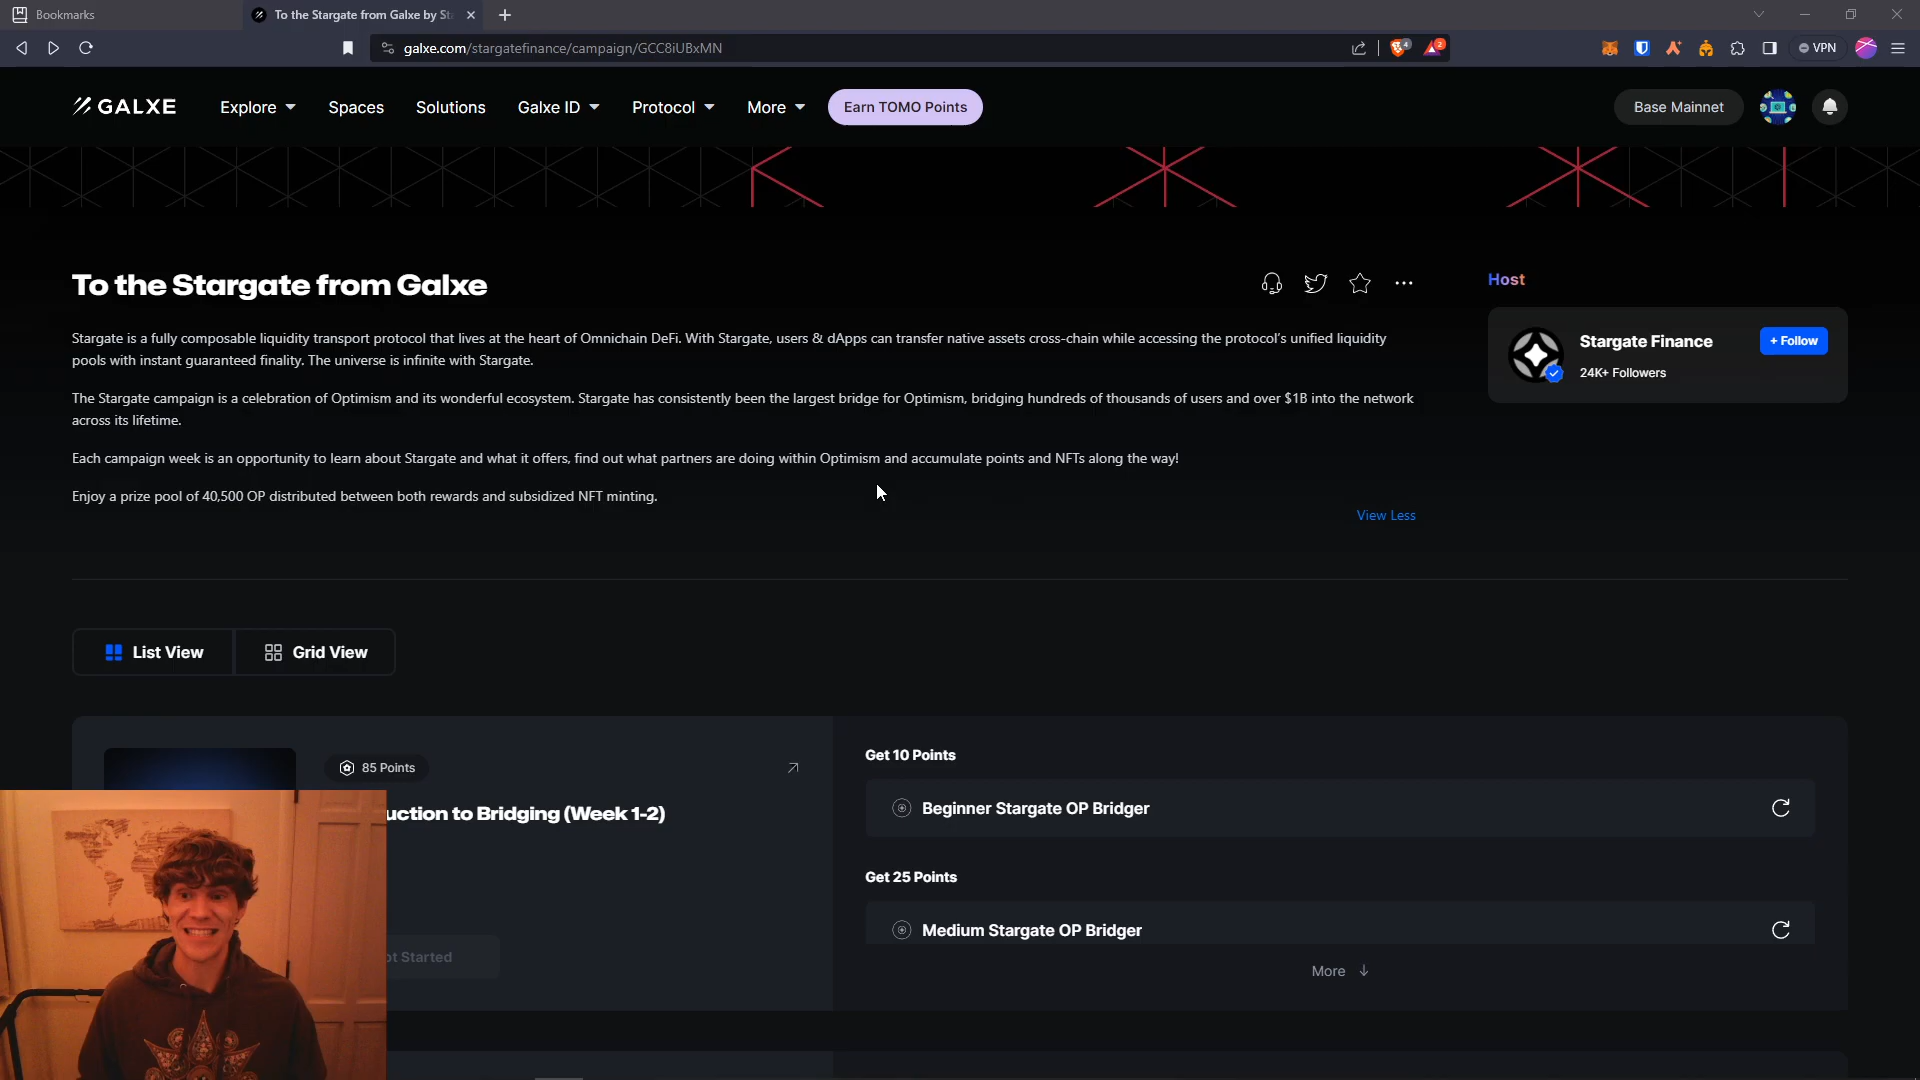 Bookmarks
To the Stargate from Galxe by St
galxe.com/stargatefinance/campaign/GCC8iUBxMN
4
2
VPN
GALXE
Explore
Spaces
Solutions
Galxe ID
Protocol
More
Earn TOMO Points
Base Mainnet
To the Stargate from Galxe
Stargate is a fully composable liquidity transport protocol that lives at the heart of Omnichain DeFi. With Stargate, users & dApps can transfer native assets cross-chain while accessing the protocol's unified liquidity
pools with instant guaranteed finality. The universe is infinite with Stargate.
The Stargate campaign is a celebration of Optimism and its wonderful ecosystem. Stargate has consistently been the largest bridge for Optimism, bridging hundreds of thousands of users and over $1B into the network
across its lifetime.
Each campaign week is an opportunity to learn about Stargate and what it offers, find out what partners are doing within Optimism and accumulate points and NFTs along the way!
Enjoy a prize pool of 40,500 OP distributed between both rewards and subsidized NFT minting.
View Less
Host
Stargate Finance
24K+ Followers
+ Follow
List View
Grid View
85 Points
uction to Bridging (Week 1-2)
ot Started
Get 10 Points
Beginner Stargate OP Bridger
Get 25 Points
Medium Stargate OP Bridger
More